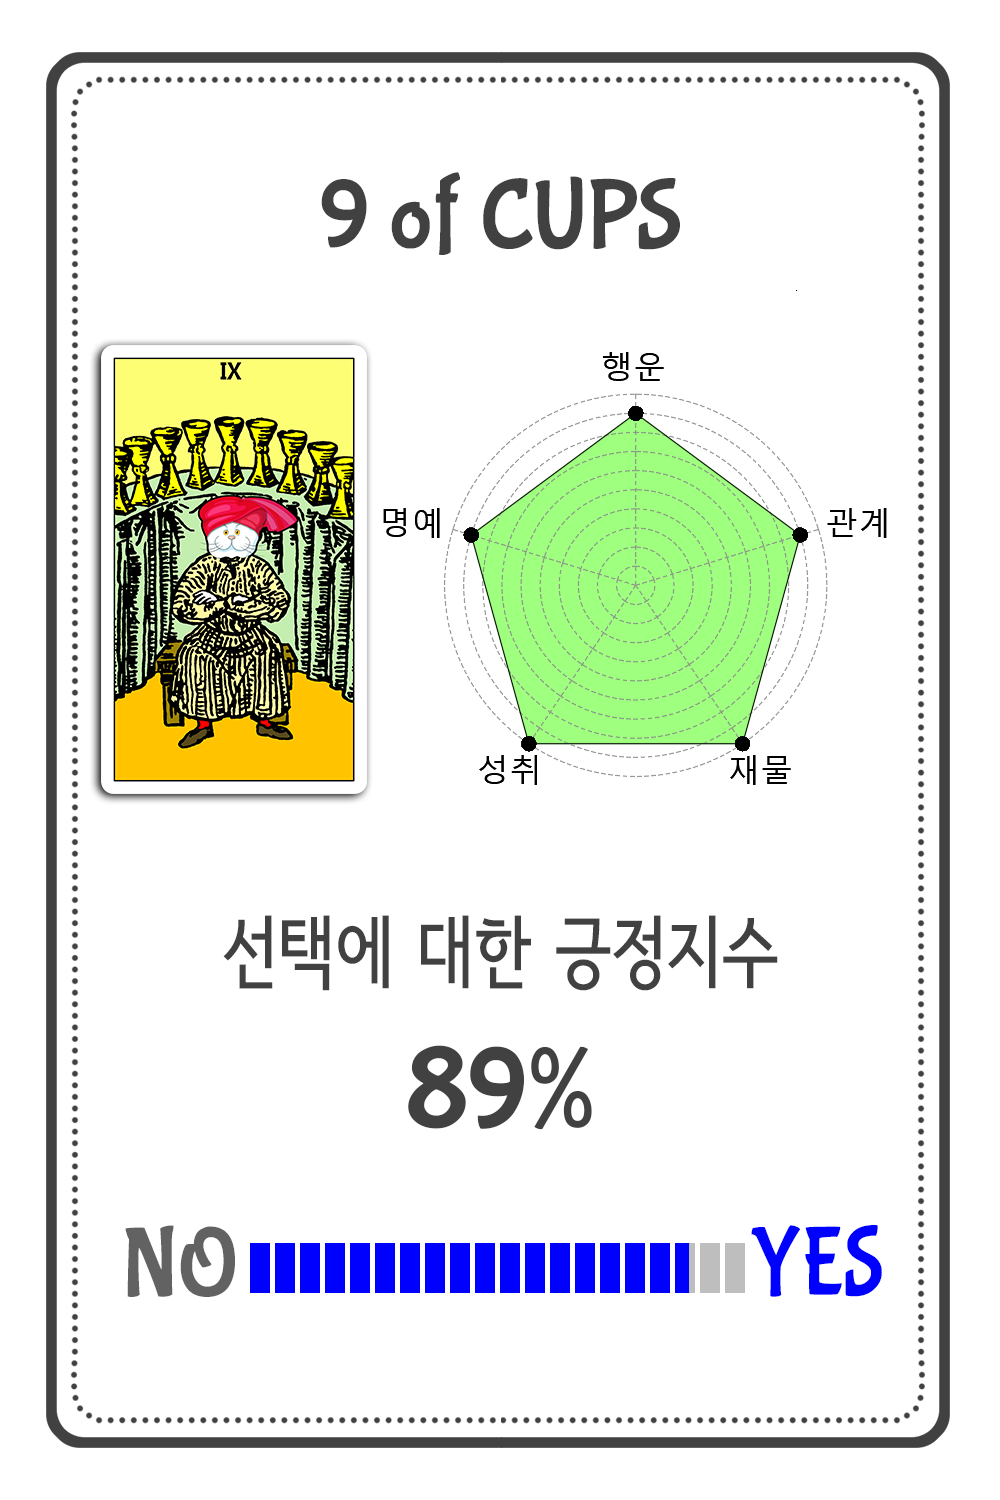 9 of CUPS
IX
행운
명예
관계
성취
재물
선택에 대한 긍정지수
89%
NO YES